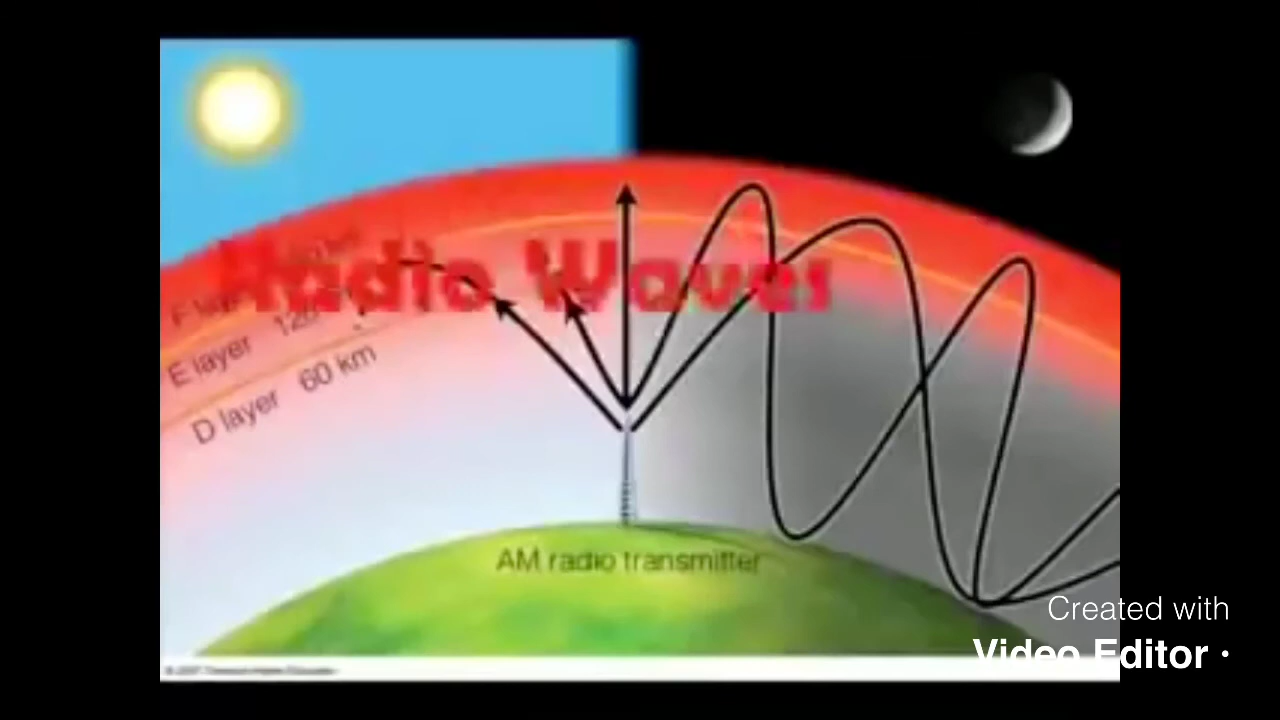 Radio Waves
F
E layer
D layer 60 km
AM radio transmitter
Created with
Video Editor ·